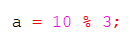 a = 10 % 3;